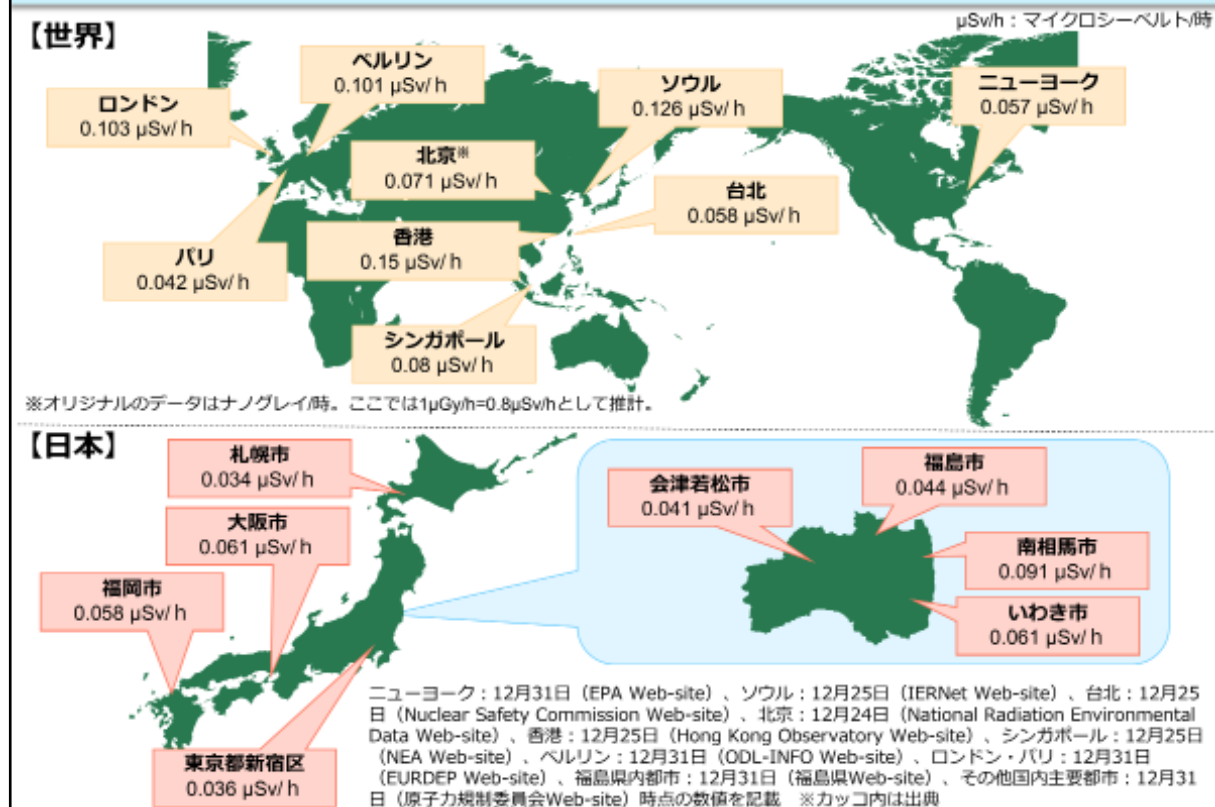 μSv/h：マイクロシーベルト/時
【世界】
ベルリン
0.101 μSv/ h
ロンドン
0.103 μSv/ h
ソウル
0.126 μSv/ h
ニューヨーク
0.057 μSv/ h
北京※
0.071 μSv/ h
台北
0.058 μSv/ h
香港
0.15 μSv/ h
パリ
0.042 μSv/ h
シンガポール
0.08 μSv/ h
※オリジナルのデータはナノグレイ/時。ここでは1μGy/h=0.8μSv/hとして推計。
【日本】
札幌市
0.034 μSv/ h
大阪市
0.061 μSv/ h
福岡市
0.058 μSv/ h
東京都新宿区
0.036 μSv/ h
福島市
0.044 μSv/ h
会津若松市
0.041 μSv/ h
南相馬市
0.091 μSv/ h
いわき市
0.061 μSv/ h
ニューヨーク：12月31日（EPA Web-site）、ソウル：12月25日（IERNet Web-site）、台北：12月25
日（Nuclear Safety Commission Web-site）、北京：12月24日（National Radiation Environmental
Data Web-site）、香港：12月25日（Hong Kong Observatory Web-site）、シンガポール：12月25日
（NEA Web-site）、ベルリン：12月31日（ODL-INFO Web-site）、ロンドン・パリ：12月31日
（EURDEP Web-site）、福島県内都市：12月31日（福島県Web-site）、その他国内主要都市：12月31
日（原子力規制委員会Web-site）時点の数値を記載　※カッコ内は出典